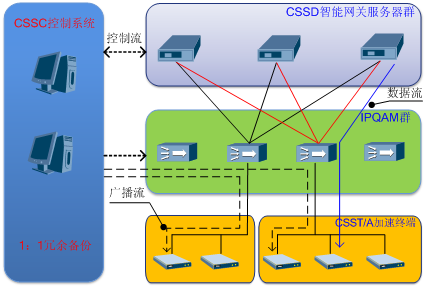 CSSC控制系统
控制流
CSSD智能网关服务器群
数据流
IPQAM群
广播流
CSST/A加速终端
1：1冗余备份